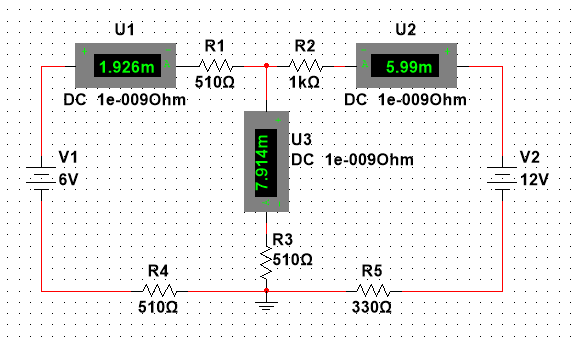 U1
U2
+
-
1.926m
R1
510Ω
R2
1kΩ
-
+
5.99m
DC 1e-009Ohm
DC 1e-009Ohm
+
7.914m
-
U3
DC 1e-009Ohm
V1
6V
V2
12V
R3
510Ω
R4
510Ω
R5
330Ω